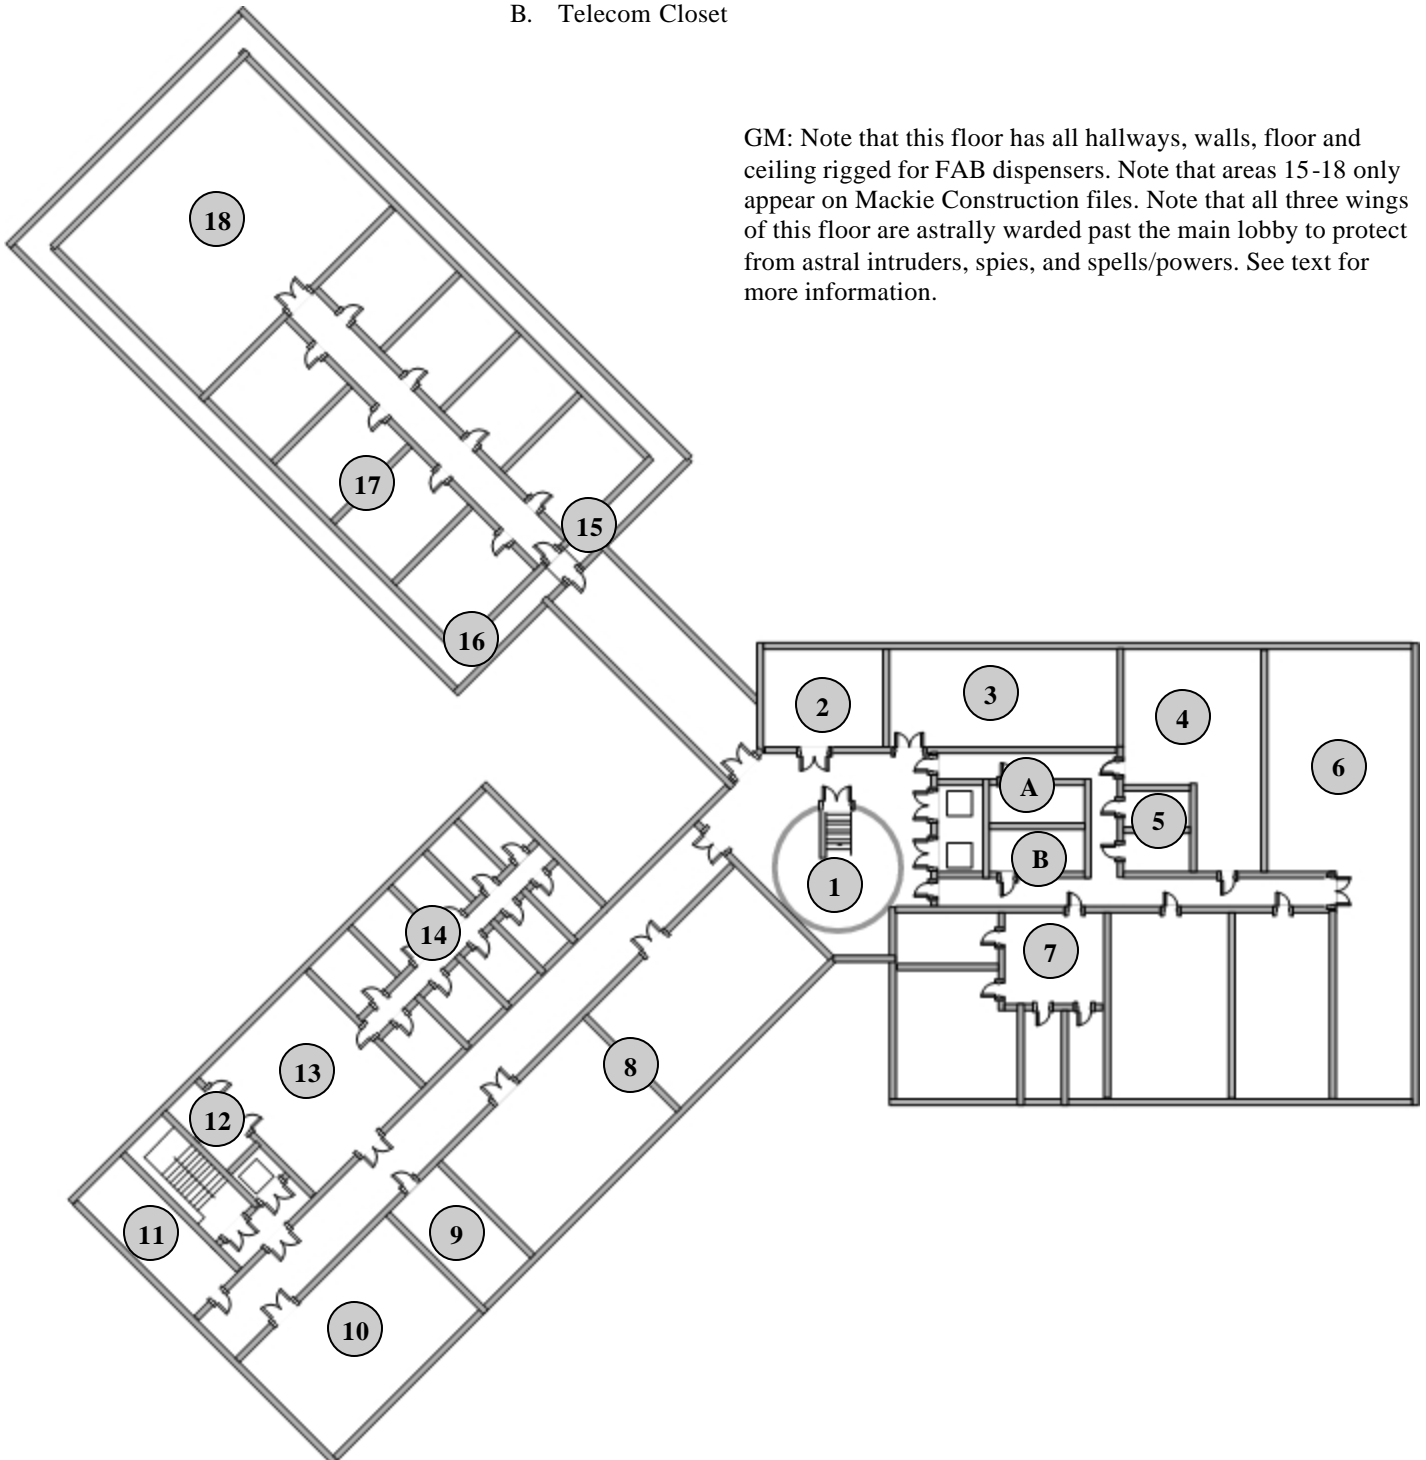 B. Telecom Closet
GM: Note that this floor has all hallways, walls, floor and
ceiling rigged for FAB dispensers. Note that areas 15-18 only
appear on Mackie Construction files. Note that all three wings
of this floor are astrally warded past the main lobby to protect
from astral intruders, spies, and spells/powers. See text for
more information.
18
17
15
16
2
3
4
6
A
5
B
1
7
14
13
8
12
11
9
10